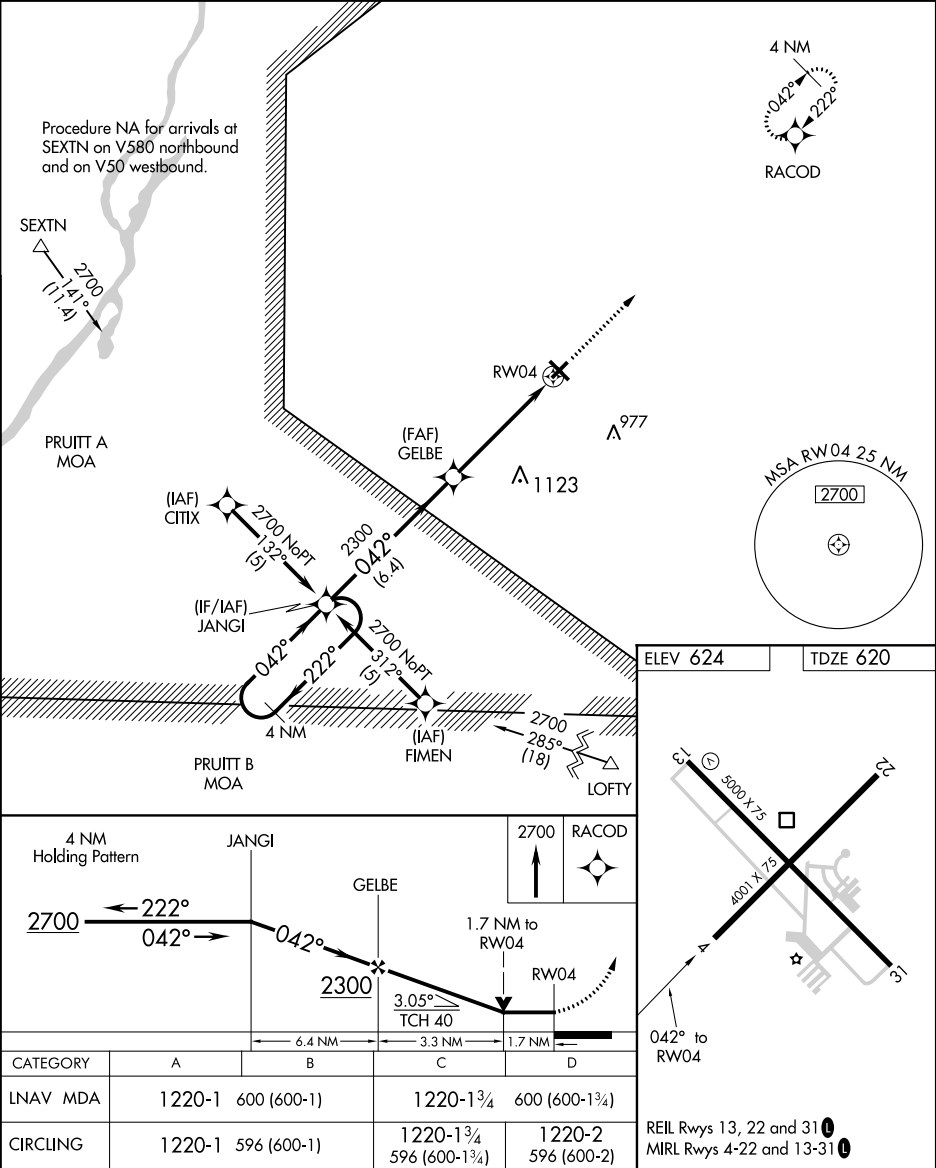 4 NM
042°
222°
RACOD
Procedure NA for arrivals at
SEXTN on V580 northbound
and on V50 westbound.
SEXTN
2700
141°
(11.4)
RW04
977
(FAF)
GELBE
1123
PRUITT A
MOA
MSA RW04 25 NM
2700
(IAF)
CITIX
2700 NoPT
132°
(5)
2300
042°
(6.4)
(IF/IAF)
JANGI
042°
222°
2700 NoPT
312°
(5)
4 NM
(IAF)
FIMEN
2700
285°
(18)
LOFTY
PRUITT B
MOA
ELEV 624
TDZE 620
13
V
5000 X 75
22
4001 X 75
4
31
042° to
RW04
REIL Rwys 13, 22 and 31 L
MIRL Rwys 4-22 and 13-31 L
4 NM
Holding Pattern
JANGI
2700
RACOD
GELBE
2700
222°
042°
042°
1.7 NM to
RW04
2300
RW04
3.05°
TCH 40
6.4 NM
3.3 NM
1.7 NM
CATEGORY A B C D
LNAV MDA 1220-1 600 (600-1) 1220-1¾ 600 (600-1¾)
CIRCLING 1220-1 596 (600-1) 1220-1¾ 596 (600-1¾) 1220-2 596 (600-2)